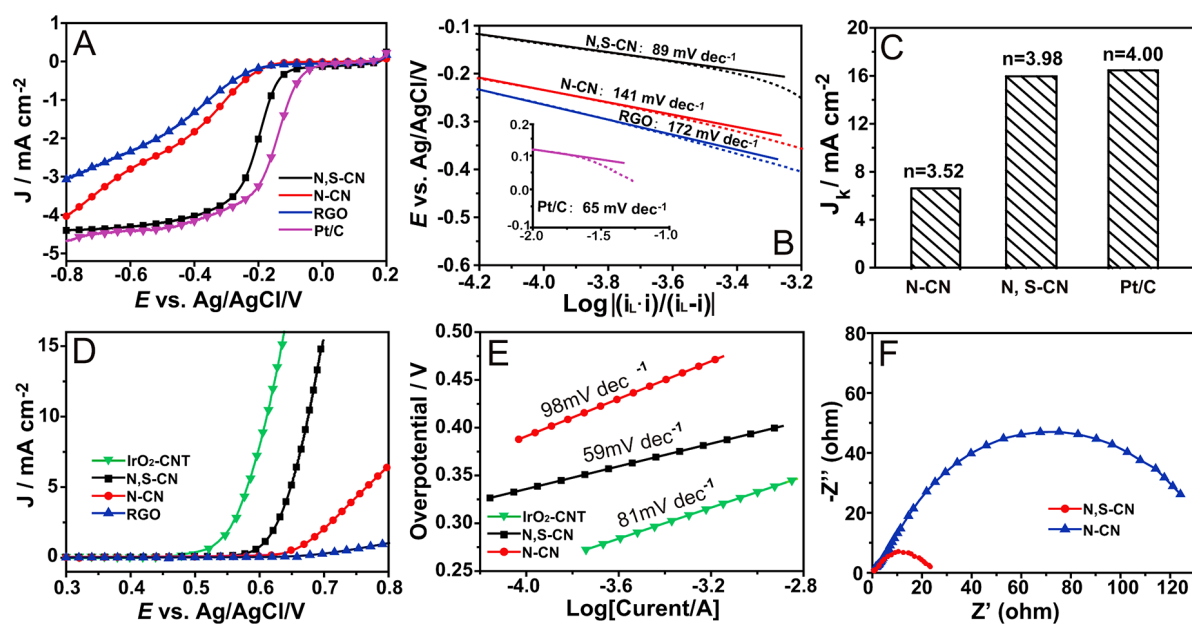 A
1
0
-1
-2
-3
-4
-5
J / mA cm-2
N,S-CN
N-CN
RGO
Pt/C
-0.8 -0.6 -0.4 -0.2 0.0 0.2
E vs. Ag/AgCl/V
-0.1
-0.2
-0.3
-0.4
-0.5
-0.6
E vs. Ag/AgCl/V
N,S-CN: 89 mV dec-1
N-CN: 141 mV dec-1
RGO: 172 mV dec-1
0.2
0.1
0.0
-0.1
Pt/C: 65 mV dec-1
-2.0 -1.5 -1.0
B
-4.2 -4.0 -3.8 -3.6 -3.4 -3.2
Log |(iL·i)/(iL-i)|
C
20
16
12
8
4
0
Jk / mA cm-2
n=3.52
n=3.98
n=4.00
N-CN N, S-CN Pt/C
D
15
10
5
0
J / mA cm-2
IrO2-CNT
N,S-CN
N-CN
RGO
0.3 0.4 0.5 0.6 0.7 0.8
E vs. Ag/AgCl/V
E
0.50
0.45
0.40
0.35
0.30
0.25
Overpotential / V
98mV dec -1
59mV dec-1
81mV dec-1
IrO2-CNT
N,S-CN
N-CN
-4.0 -3.6 -3.2 -2.8
Log[Curent/A]
F
80
60
40
20
0
-Z'' (ohm)
N,S-CN
N-CN
0 20 40 60 80 100 120
Z' (ohm)